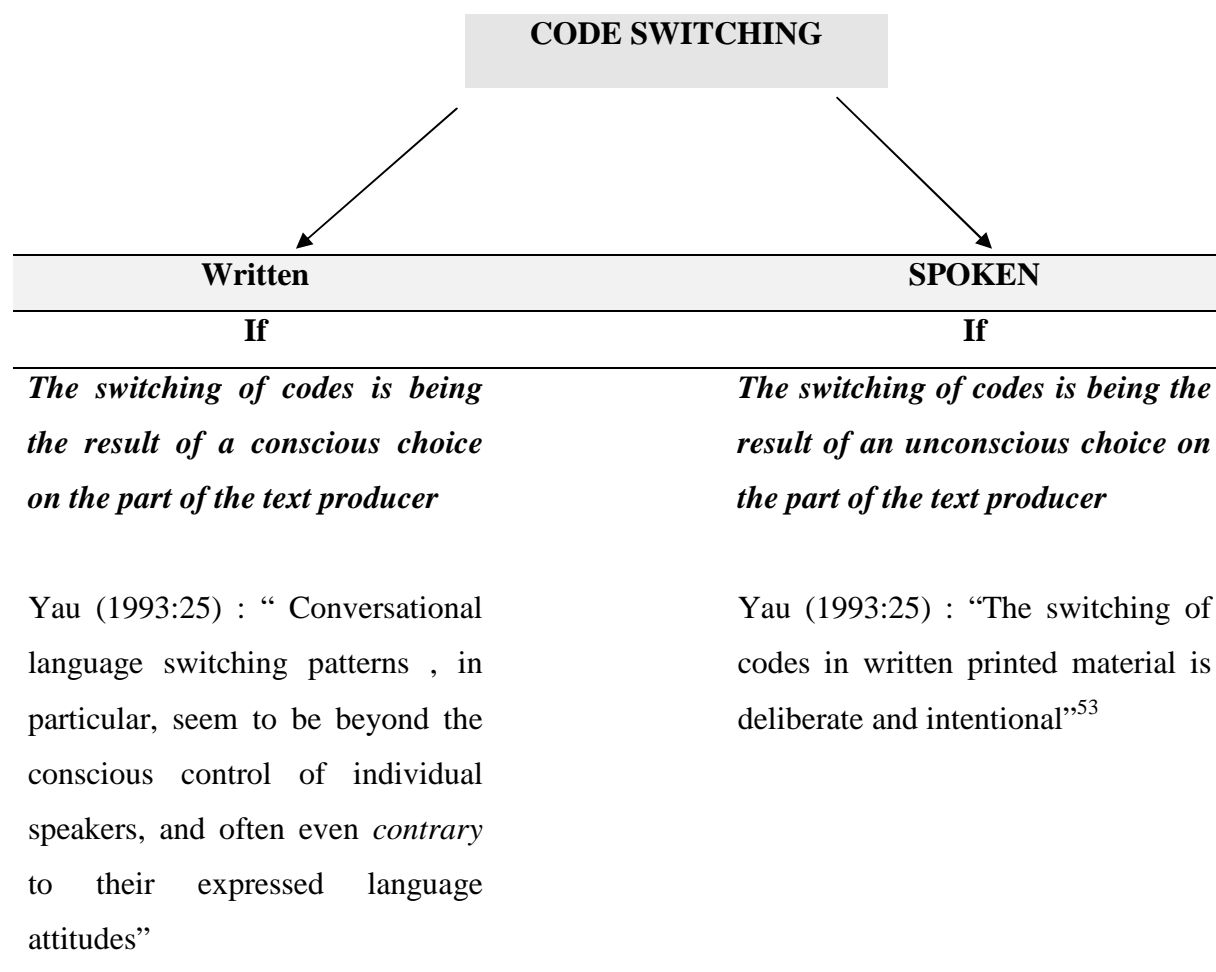 CODE SWITCHING
Written
SPOKEN
If
If
The switching of codes is being
the result of a conscious choice
on the part of the text producer
Yau (1993:25) : “ Conversational
language switching patterns , in
particular, seem to be beyond the
conscious control of individual
speakers, and often even contrary
to their expressed language
attitudes”
The switching of codes is being the
result of an unconscious choice on
the part of the text producer
Yau (1993:25) : “The switching of
codes in written printed material is
deliberate and intentional”53